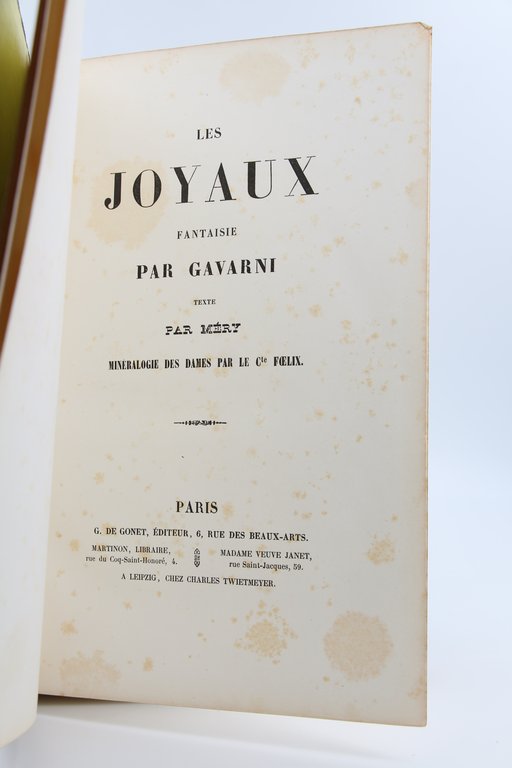 LES
JOYAUX
FANTAISIE
PAR GAVARNI
TEXTE
PAR MÉRY
MINÉRALOGIE DES DAMES PAR LE Cte FŒLIX.
PARIS
G. DE GONET, ÉDITEUR, 6, RUE DES BEAUX-ARTS.
MARTINON, LIBRAIRE,
rue du Coq-Saint-Honoré, 4.
MADAME VEUVE JANET,
rue Saint-Jacques, 59.
A LEIPZIG, CHEZ CHARLES TWIETMEYER.